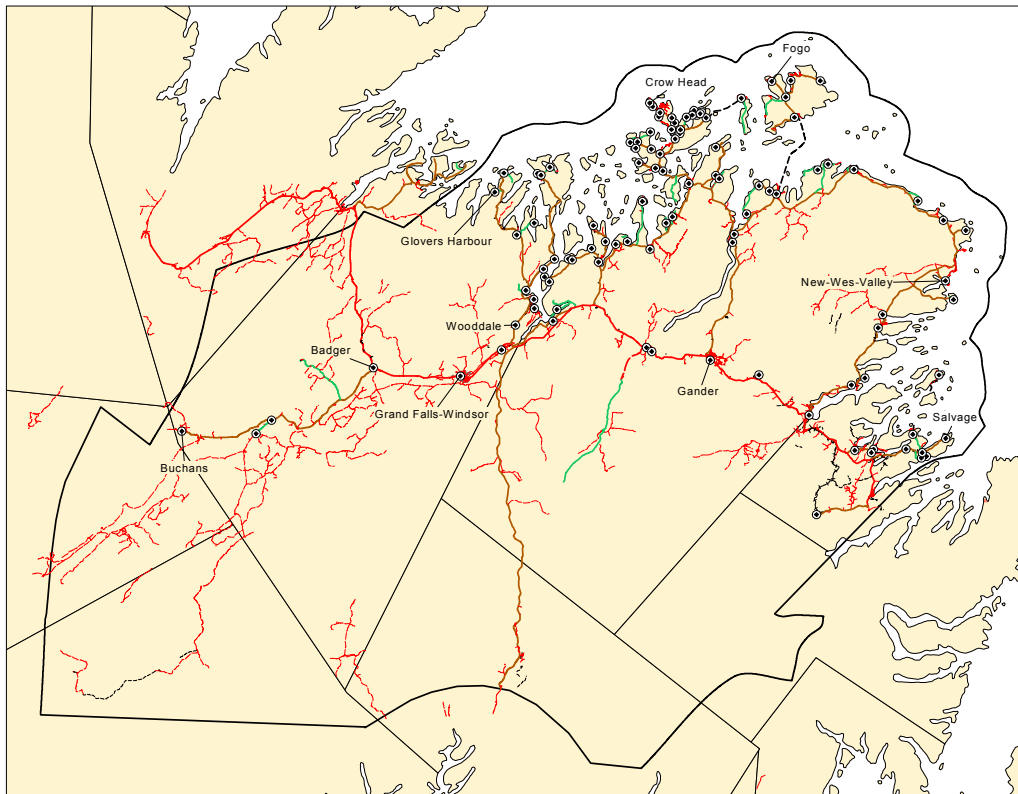 Fogo
Crow Head
Glovers Harbour
New-Wes-Valley
Wooddale
Badger
Gander
Grand Falls-Windsor
Salvage
Buchans